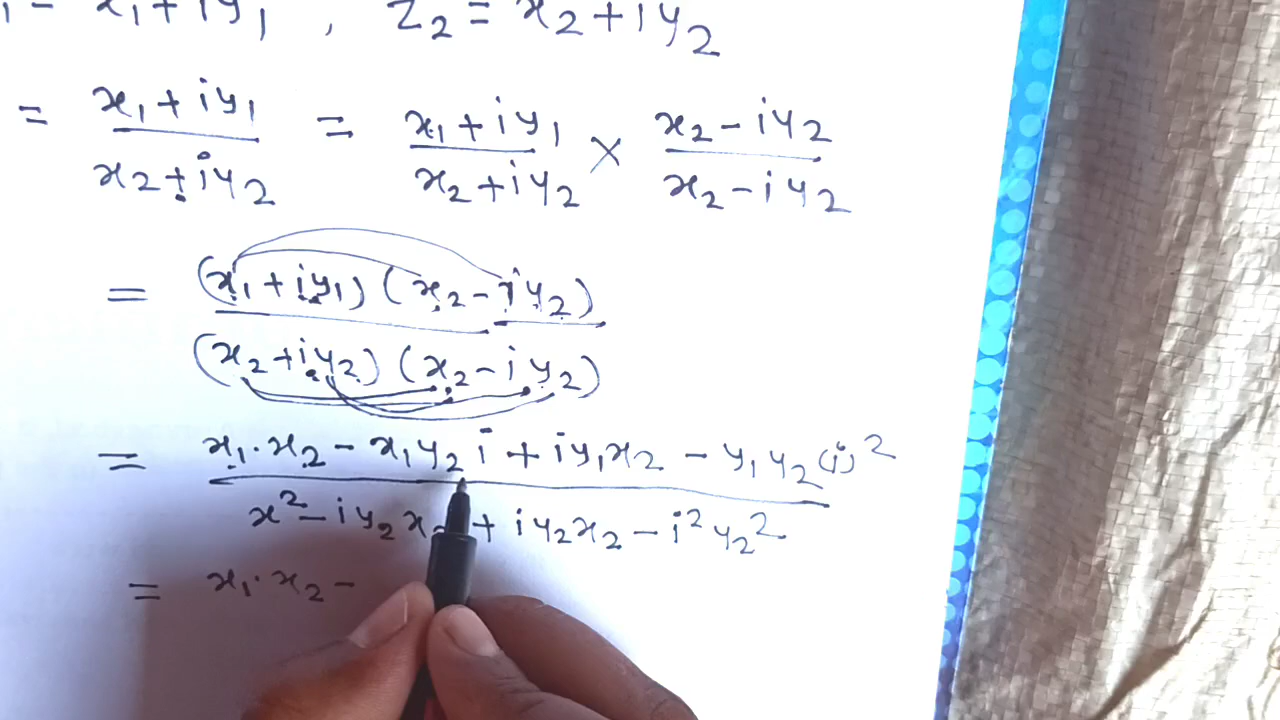 x₁ + iy₁ , Z₂ = x₂ + iy₂
= (x₁ + iy₁)/(x₂ + iy₂) = (x₁ + iy₁)/(x₂ + iy₂) × (x₂ - iy₂)/(x₂ - iy₂)
= (x₁ + iy₁)(x₂ - iy₂)
(x₂ + iy₂)(x₂ - iy₂)
= x₁·x₂ - x₁y₂i + iy₁x₂ - y₁y₂(i)²
x² - iy₂x₂ + iy₂x₂ - i²y₂²
= x₁·x₂ -